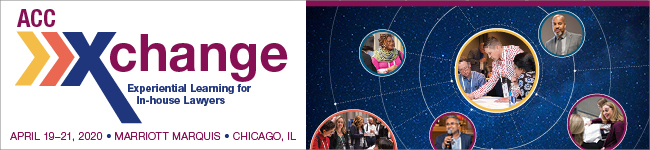 ACC
Xchange
Experiential Learning for
In-house Lawyers
APRIL 19–21, 2020 • MARRIOTT MARQUIS • CHICAGO, IL